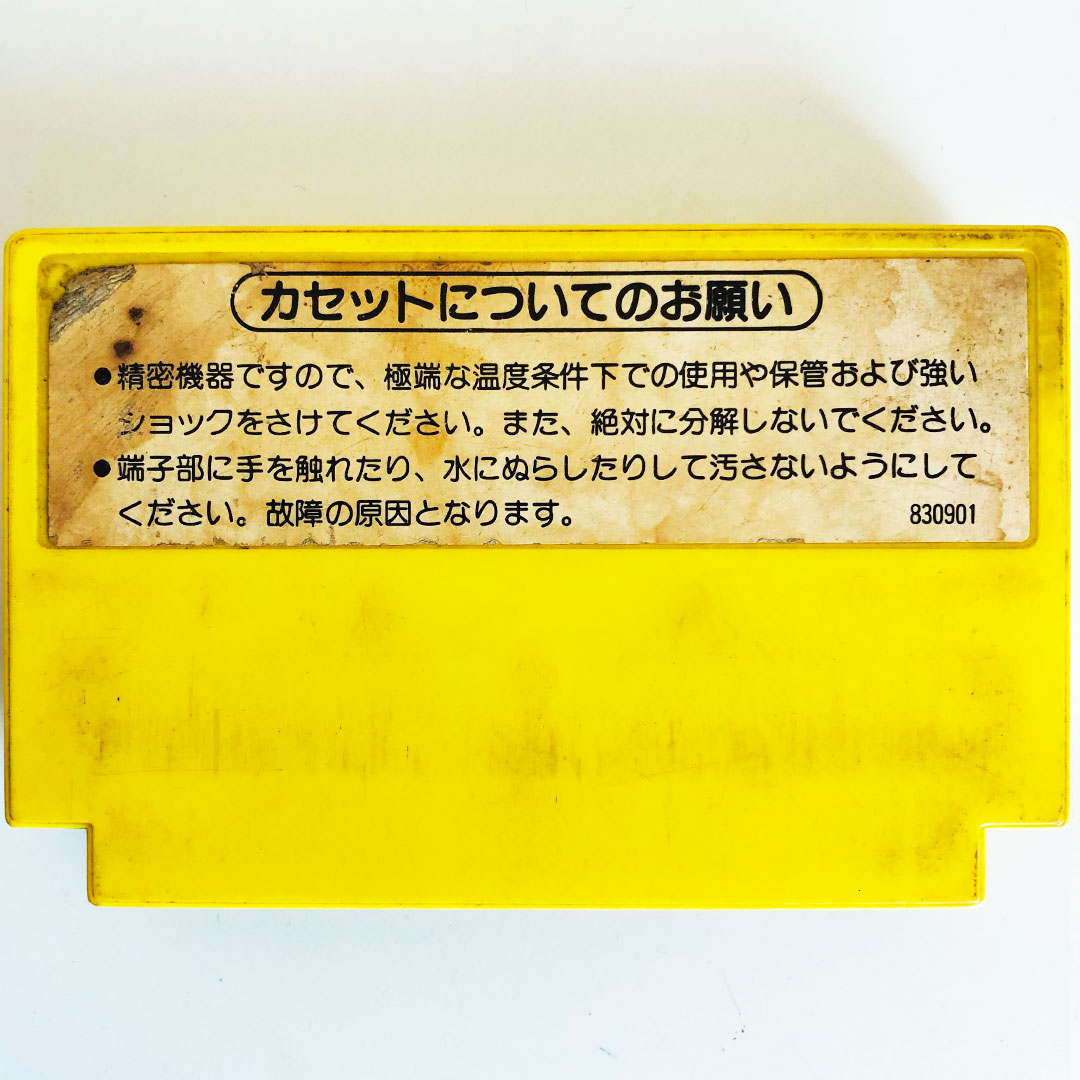 カセットについてのお願い
●精密機器ですので、極端な温度条件下での使用や保管および強い
ショックをさけてください。また、絶対に分解しないでください。
●端子部に手を触れたり、水にぬらしたりして汚さないようにして
ください。故障の原因となります。 830901